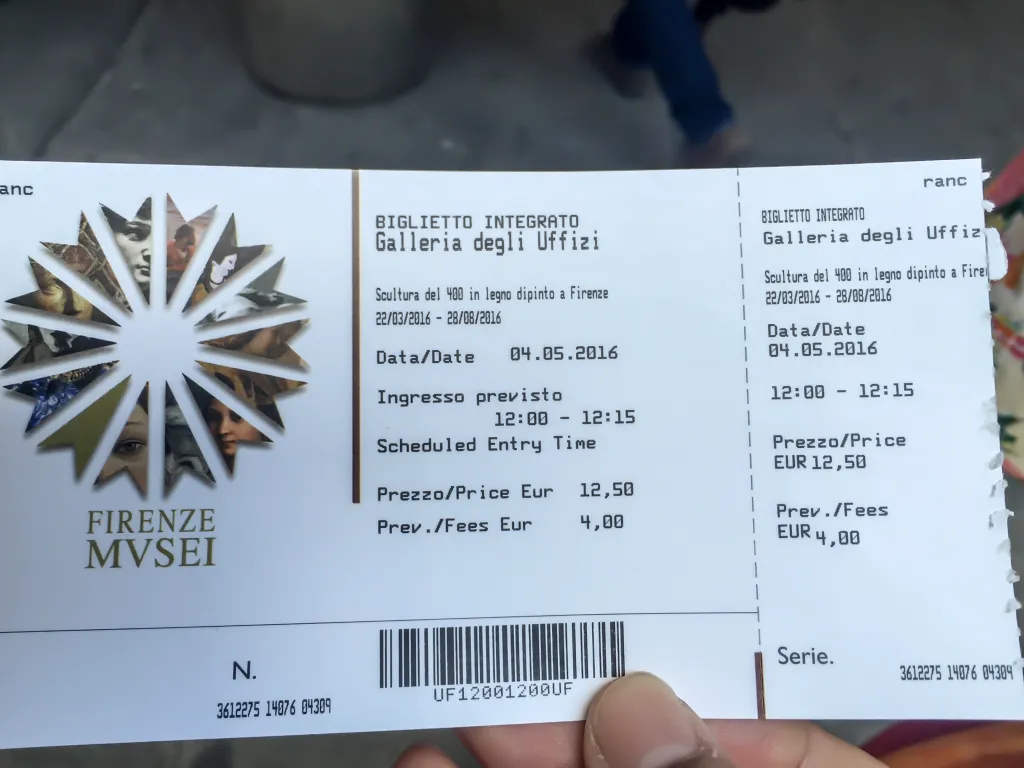 anc
FIRENZE
MVSEI
BIGLIETTO INTEGRATO
Galleria degli Uffizi
Scultura del 400 in legno dipinto a Firenze
22/03/2016 - 28/08/2016
Data/Date 04.05.2016
Ingresso previsto
12:00 - 12:15
Scheduled Entry Time
Prezzo/Price Eur 12,50
Prev./Fees Eur 4,00
N.
3612275 14076 04309
UF12001200UF
ranc
BIGLIETTO INTEGRATO
Galleria degli Uffiz
Scultura del 400 in legno dipinto a Firen
22/03/2016 - 28/08/2016
Data/Date
04.05.2016
12:00 - 12:15
Prezzo/Price
EUR 12,50
Prev./Fees
EUR 4,00
Serie.
3612275 14076 04309